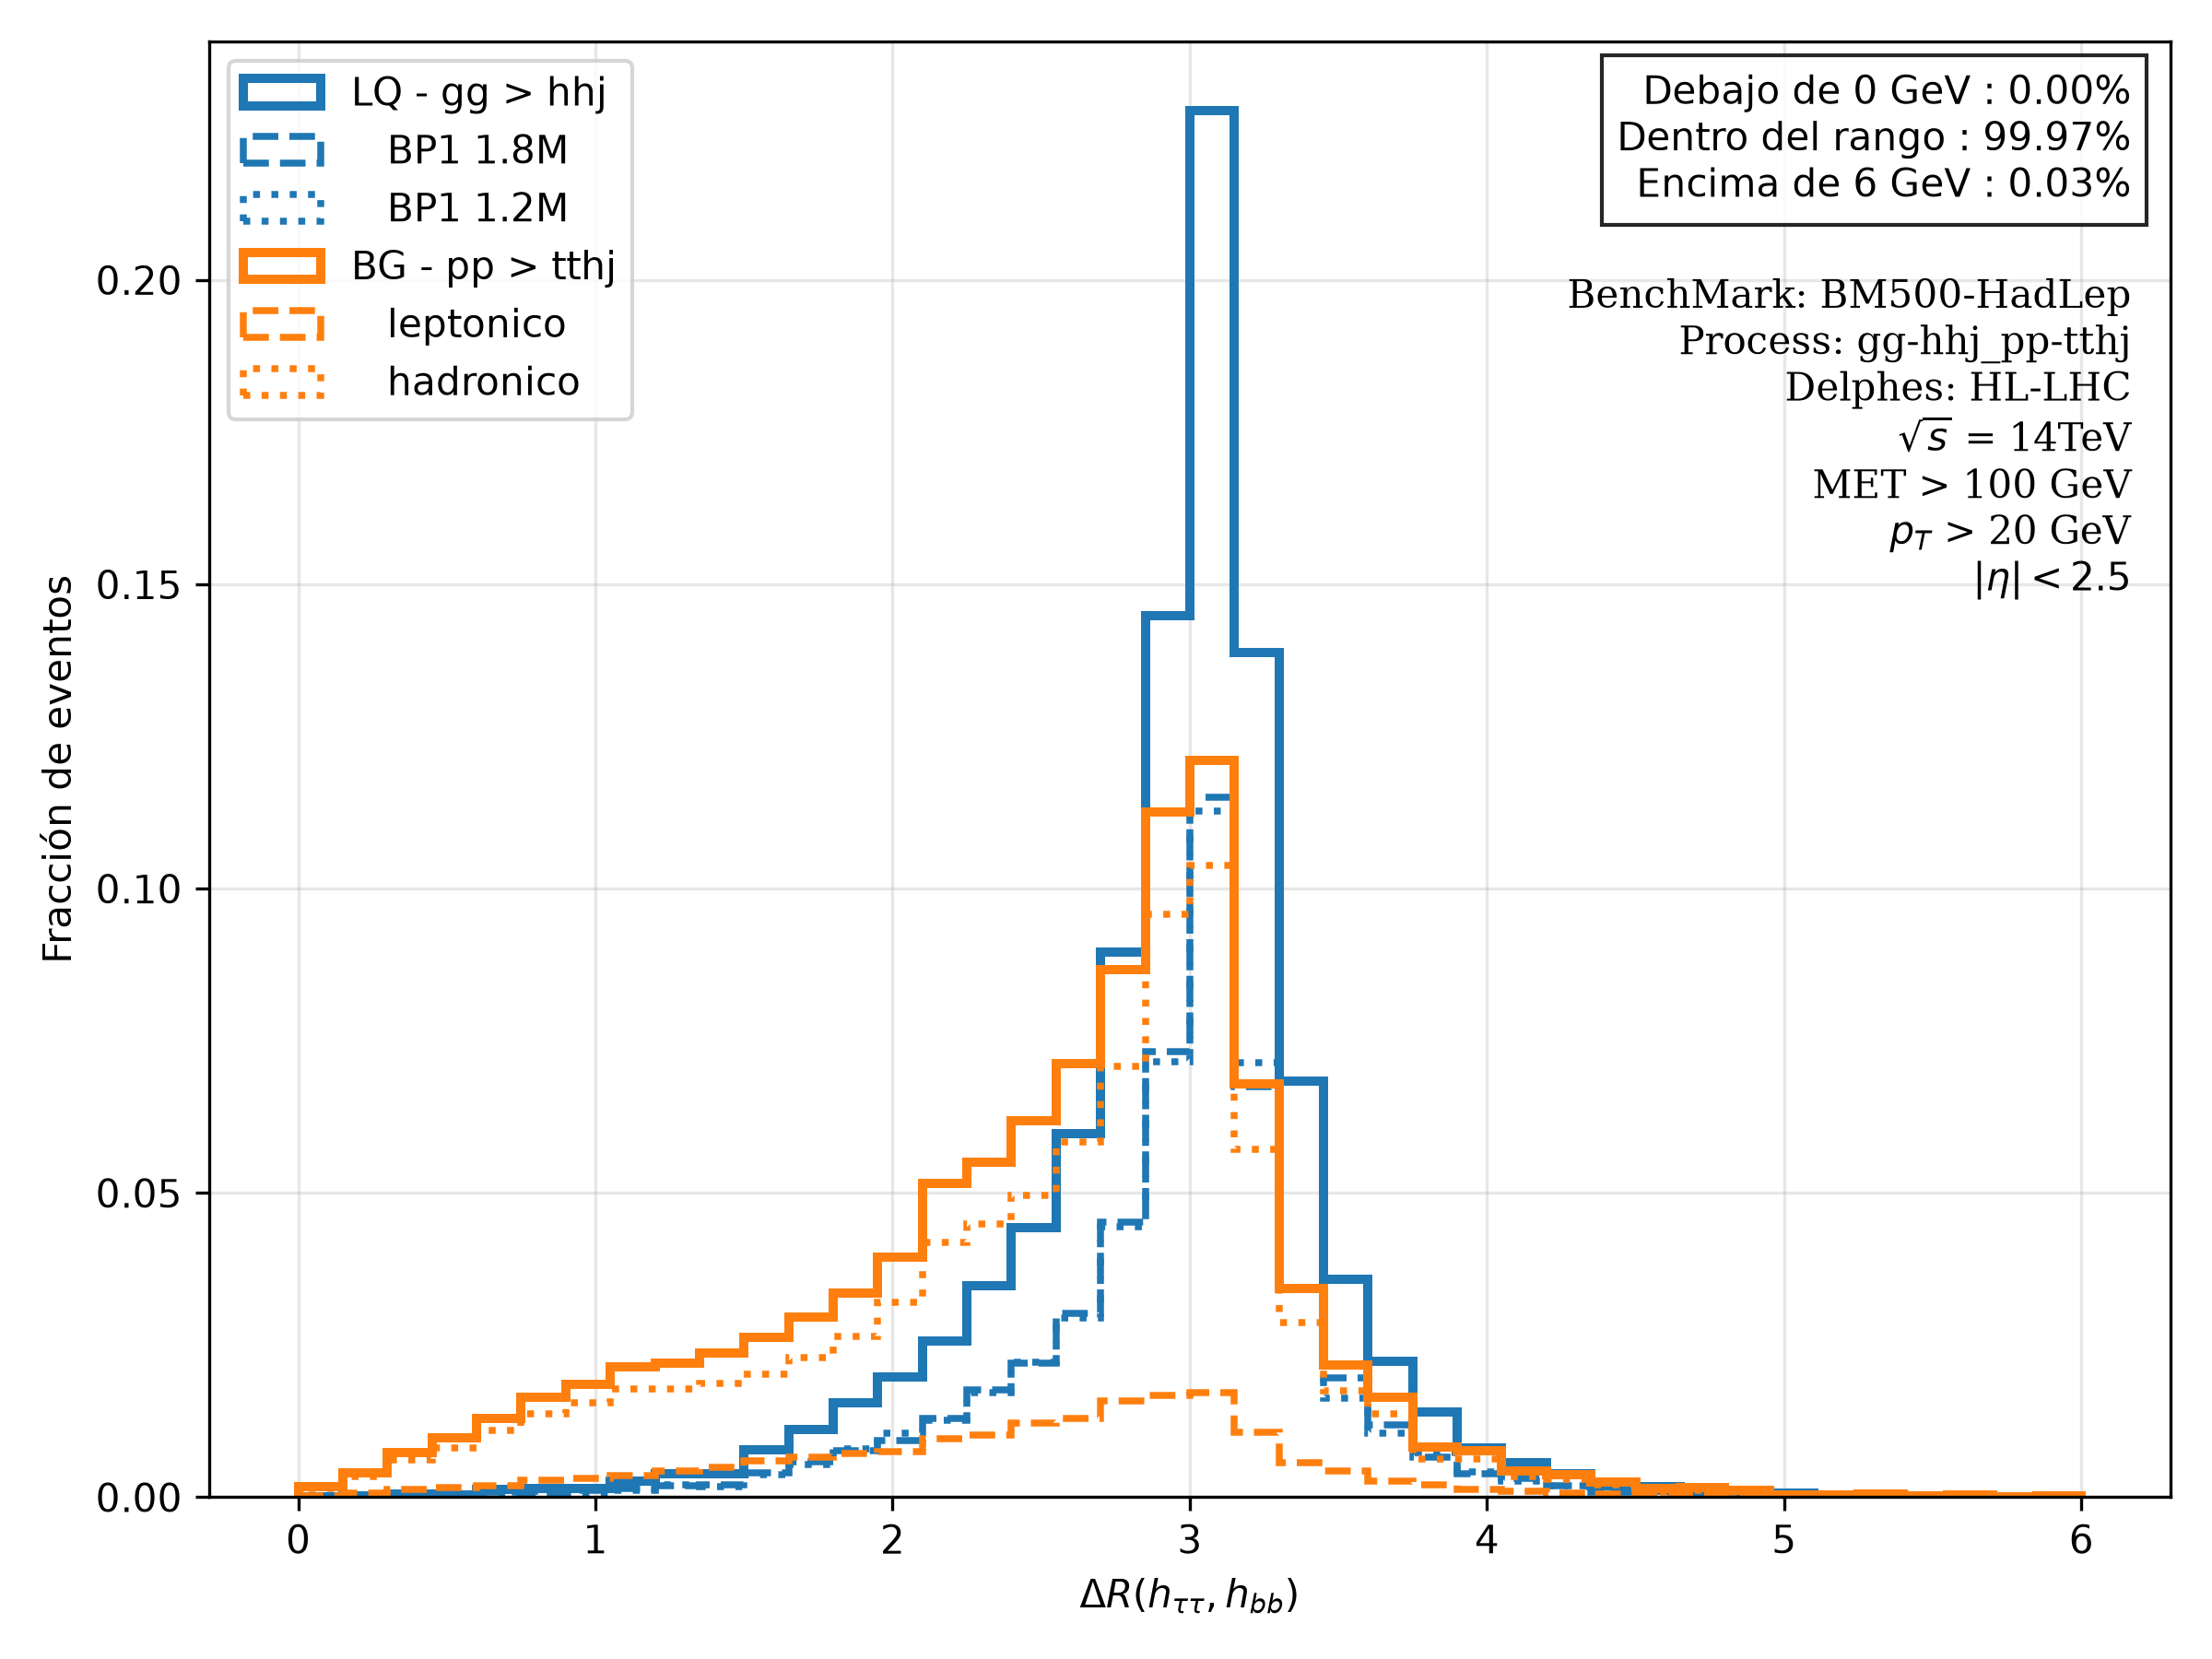 LQ - gg > hhj
BP1 1.8M
BP1 1.2M
BG - pp > tthj
leptonico
hadronico
Debajo de 0 GeV : 0.00%
Dentro del rango : 99.97%
Encima de 6 GeV : 0.03%
BenchMark: BM500-HadLep
Process: gg-hhj_pp-tthj
Delphes: HL-LHC
√s = 14TeV
MET > 100 GeV
p_T > 20 GeV
|η| < 2.5
Fracción de eventos
0.20
0.15
0.10
0.05
0.00
0 1 2 3 4 5 6
ΔR(h_ττ, h_bb)